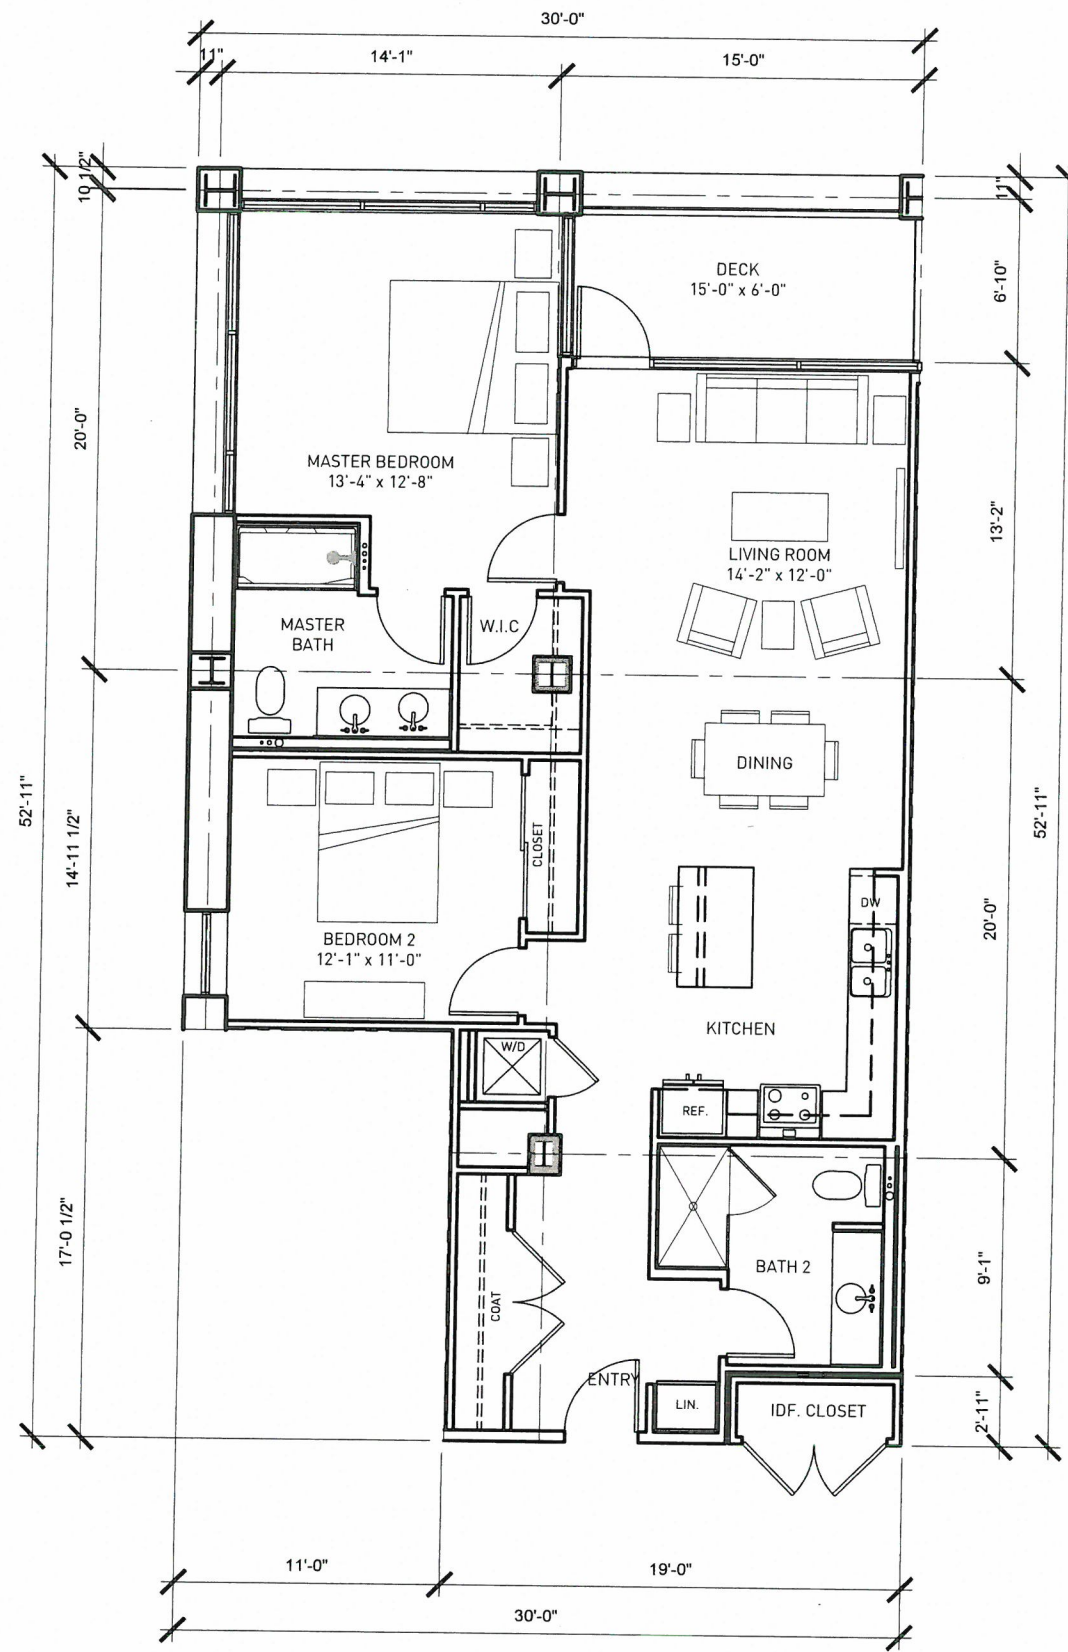 30'-0"
11"
14'-1"
15'-0"
10 1/2"
11"
DECK
15'-0" x 6'-0"
6'-10"
20'-0"
MASTER BEDROOM
13'-4" x 12'-8"
13'-2"
LIVING ROOM
14'-2" x 12'-0"
MASTER
BATH
W.I.C
DINING
52'-11"
52'-11"
14'-11 1/2"
CLOSET
DW
BEDROOM 2
12'-1" x 11'-0"
20'-0"
KITCHEN
W/D
REF.
17'-0 1/2"
BATH 2
9'-1"
COAT
ENTRY
LIN.
IDF. CLOSET
2'-11"
11'-0"
19'-0"
30'-0"